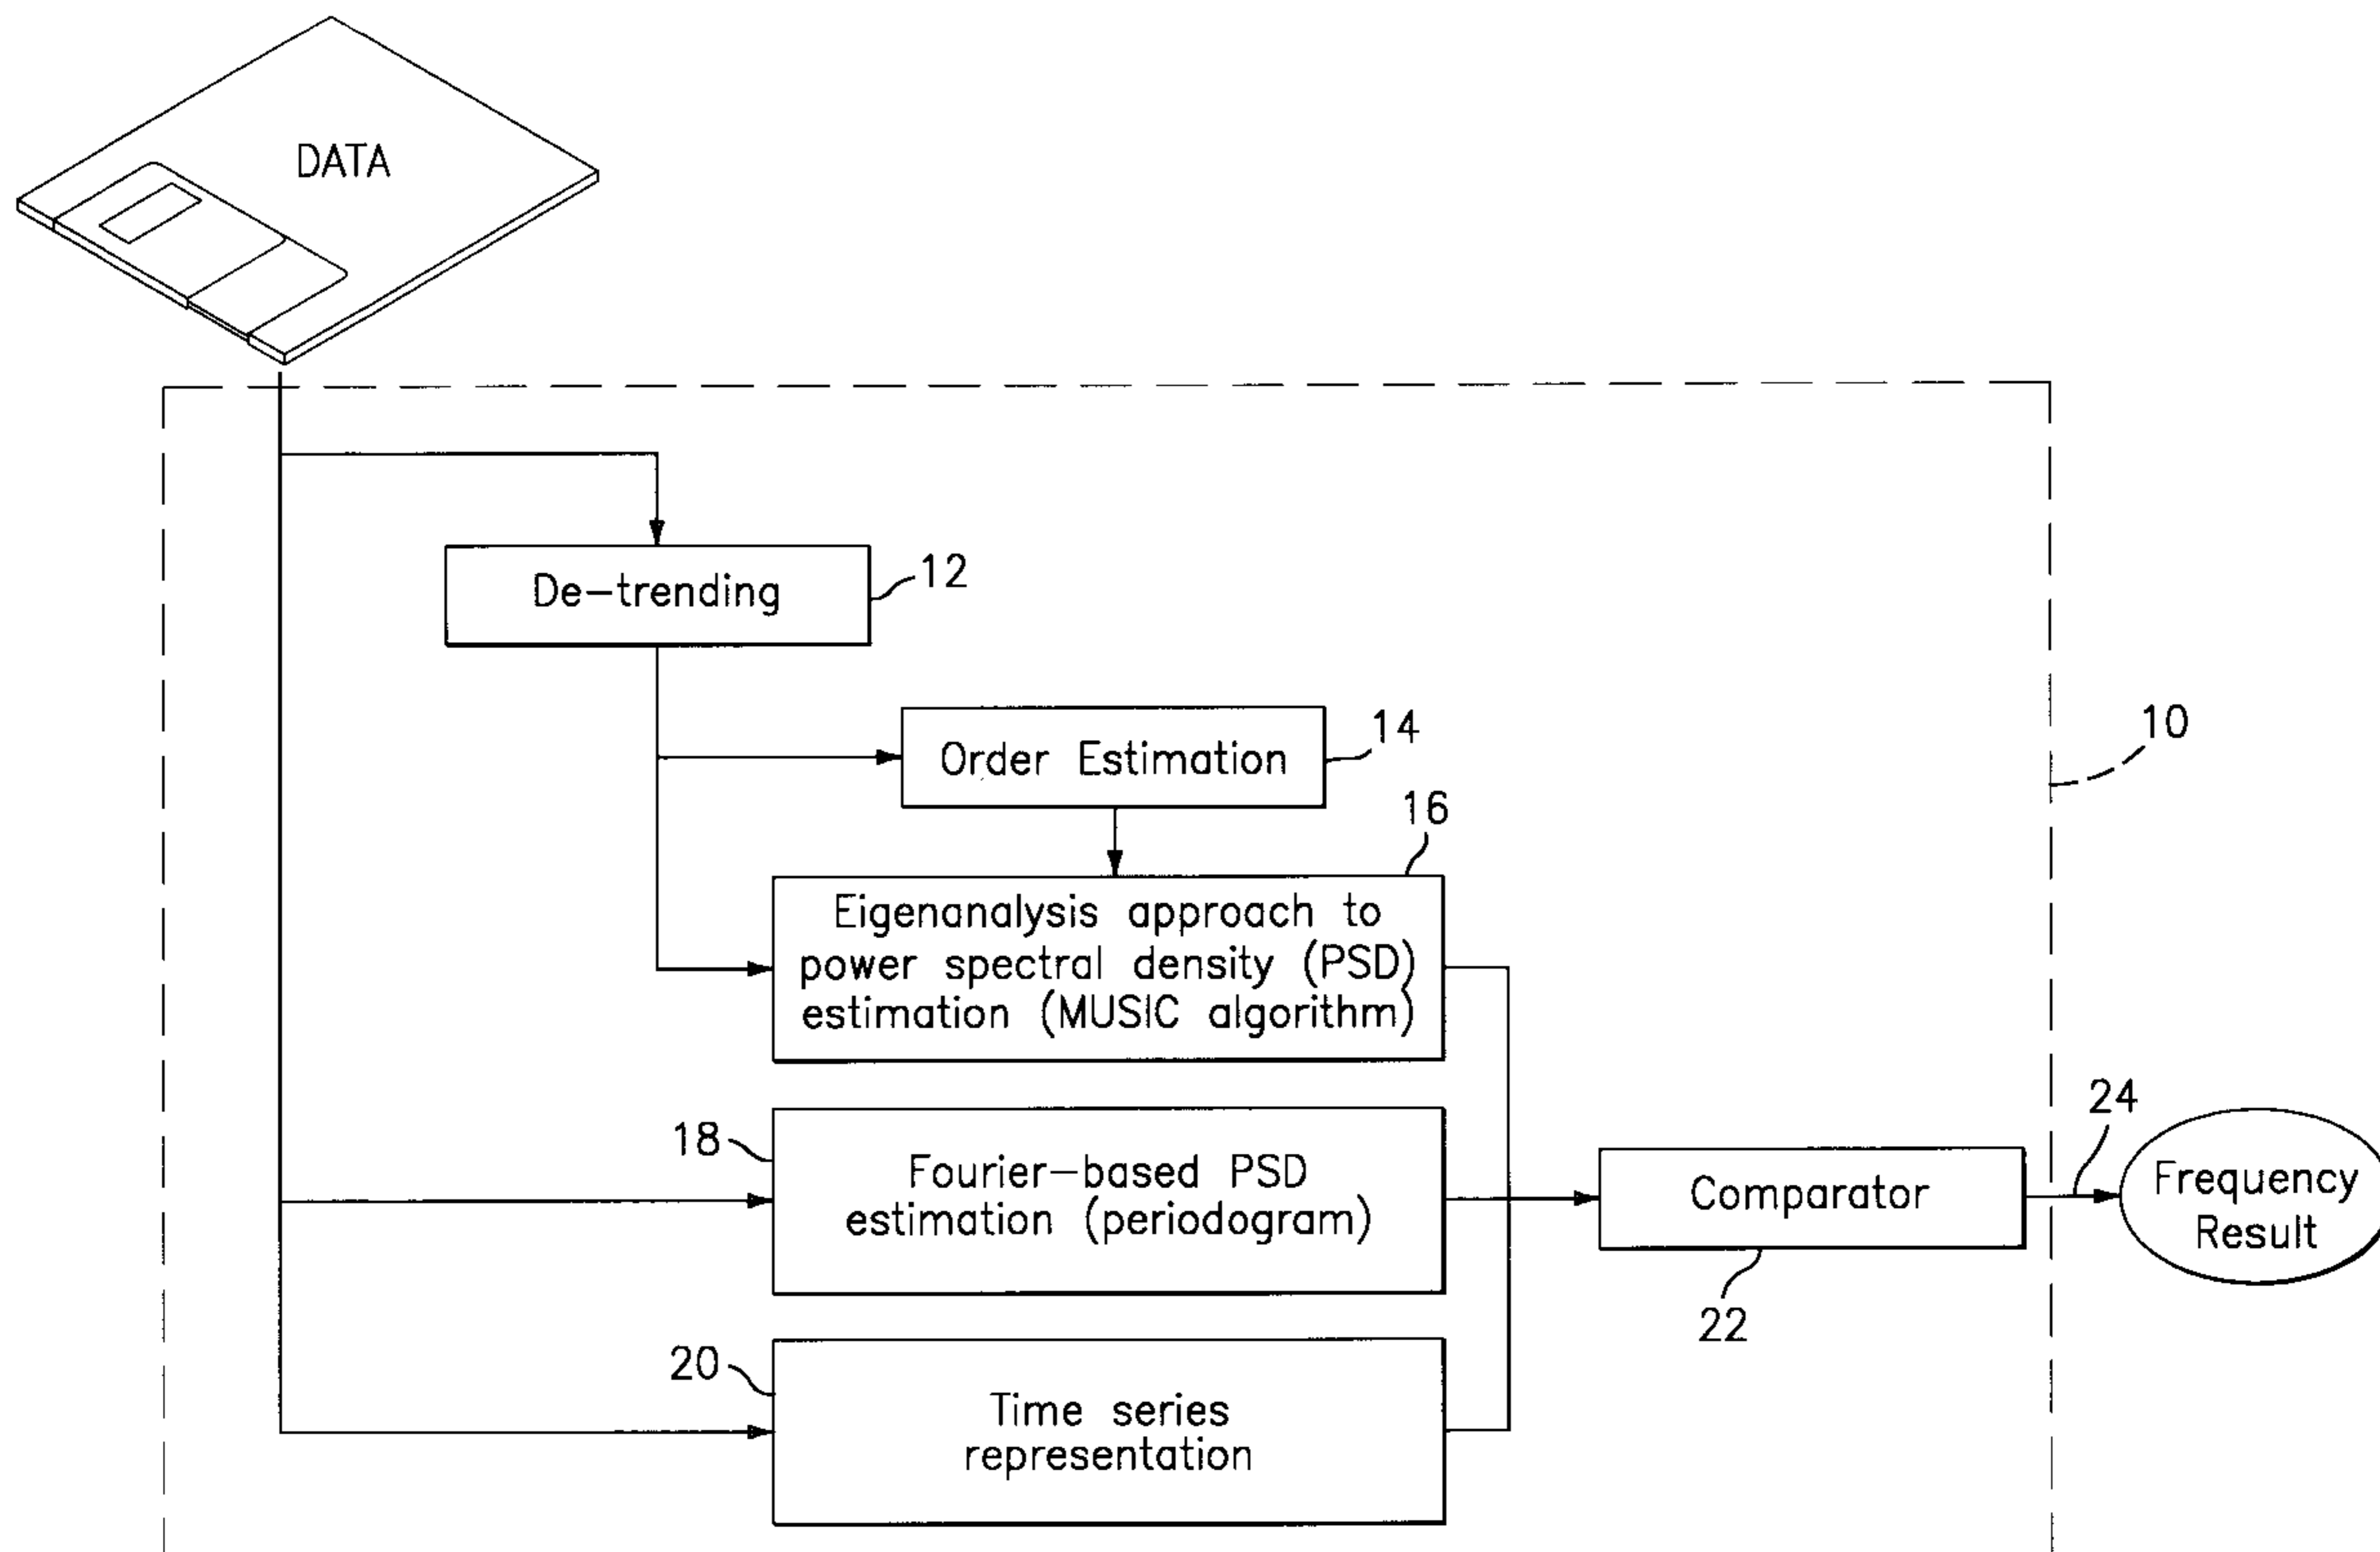 DATA
De-trending
12
Order Estimation
14
10
16
Eigenanalysis approach to
power spectral density (PSD)
estimation (MUSIC algorithm)
18
Fourier-based PSD
estimation (periodogram)
Comparator
22
24
Frequency
Result
20
Time series
representation